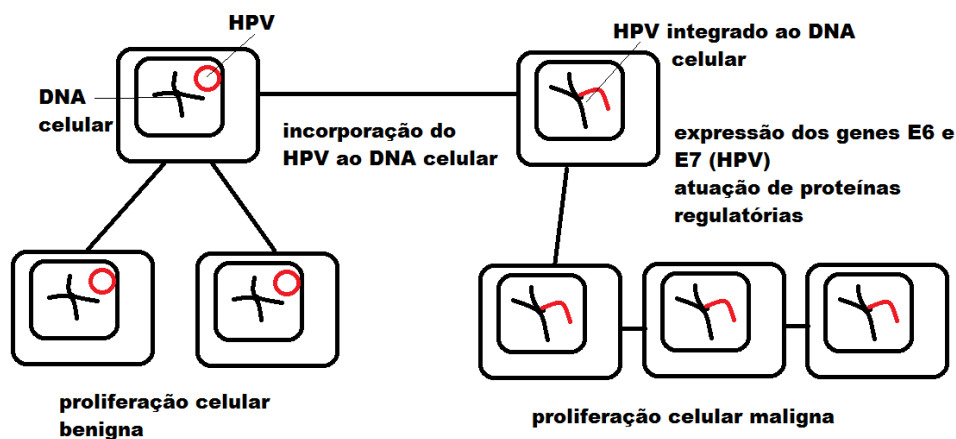 HPV
DNA
celular
incorporação do
HPV ao DNA celular
HPV integrado ao DNA
celular
expressão dos genes E6 e
E7 (HPV)
atuação de proteínas
regulatórias
proliferação celular
benigna
proliferação celular maligna